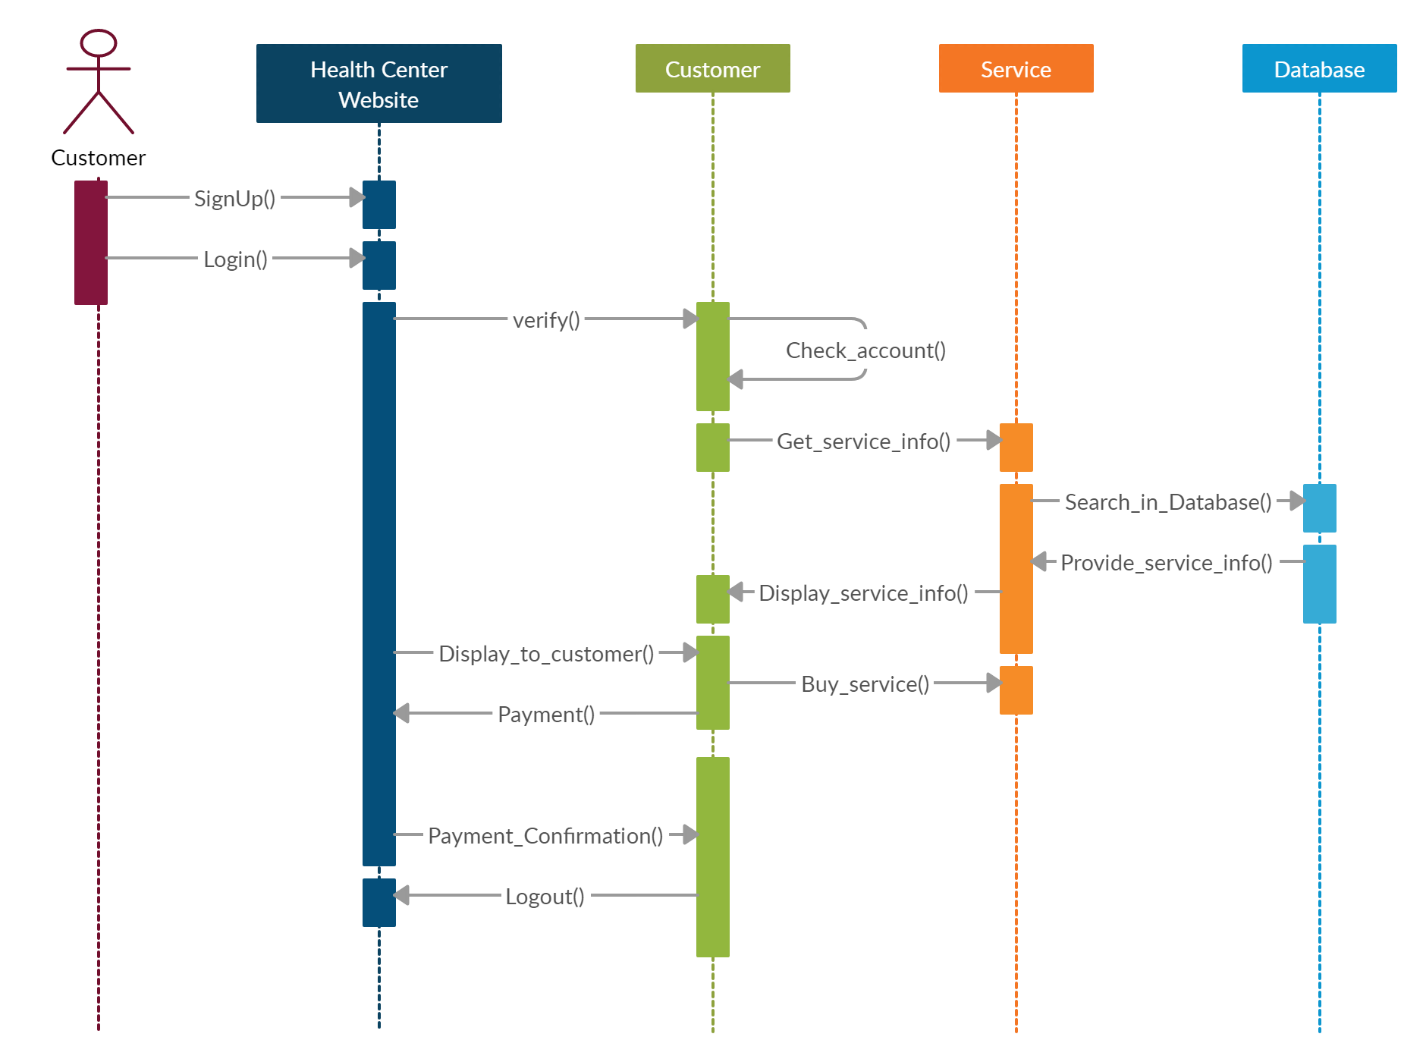 Health Center
Website
Customer
Service
Database
Customer
SignUp()
Login()
verify()
Check_account()
Get_service_info()
Search_in_Database()
Provide_service_info()
Display_service_info()
Display_to_customer()
Buy_service()
Payment()
Payment_Confirmation()
Logout()